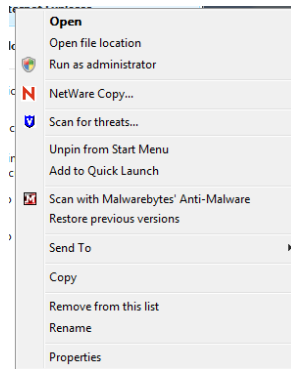 Open
Open file location
Run as administrator
NetWare Copy...
Scan for threats...
Unpin from Start Menu
Add to Quick Launch
Scan with Malwarebytes' Anti-Malware
Restore previous versions
Send To
Copy
Remove from this list
Rename
Properties